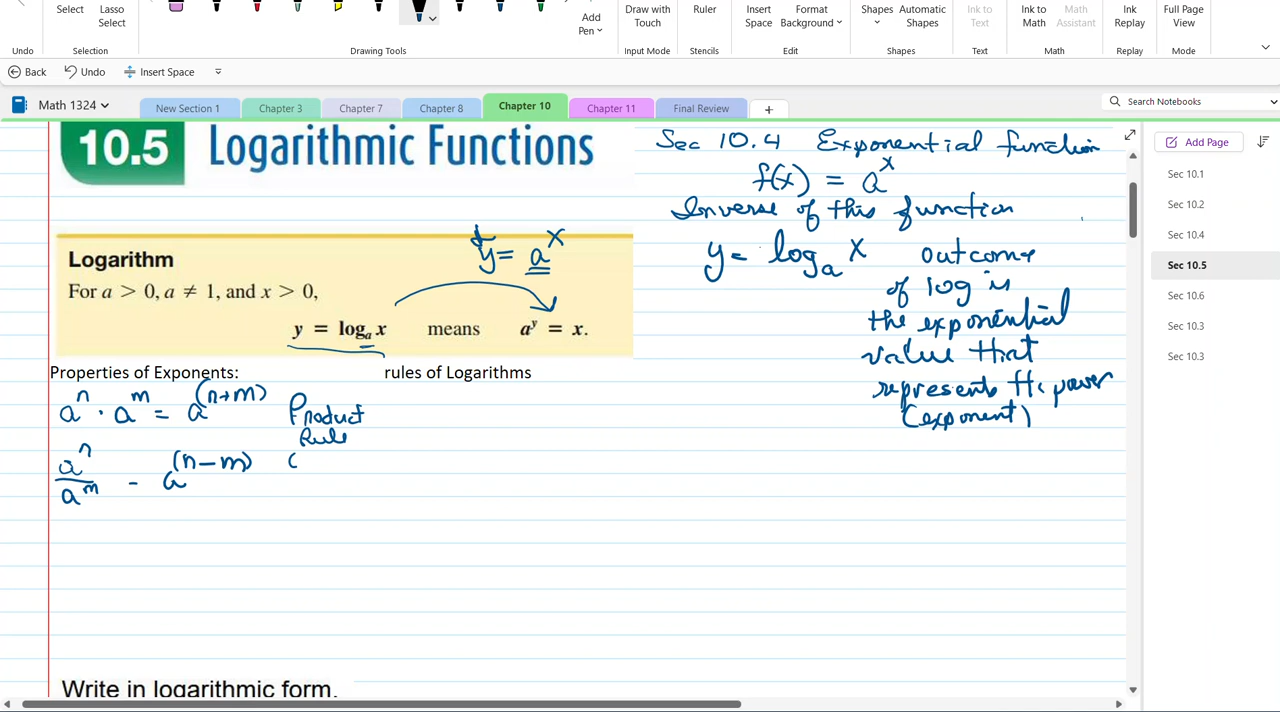 Select
Lasso Select
Add Pen
Draw with Touch
Ruler
Insert Space
Format Background
Shapes
Automatic Shapes
Ink to Text
Ink to Math
Math Assistant
Ink Replay
Full Page View
Undo
Selection
Drawing Tools
Input Mode
Stencils
Edit
Shapes
Text
Math
Replay
Mode
Back
Undo
Insert Space
Math 1324
New Section 1
Chapter 3
Chapter 7
Chapter 8
Chapter 10
Chapter 11
Final Review
+
Search Notebooks
10.5 Logarithmic Functions
y = a^x
Logarithm
For a > 0, a ≠ 1, and x > 0,
y = log_a x means a^y = x.
Properties of Exponents: rules of Logarithms
a^n · a^m = a^(n+m) Product Rule
a^n/a^m = a^(n-m) (
Sec 10.4 Exponential function
f(x) = a^x
Inverse of this function
y = log_a x outcome
of log is
the exponential
value that
represents the power
(exponent)
Write in logarithmic form.
Add Page
Sec 10.1
Sec 10.2
Sec 10.4
Sec 10.5
Sec 10.6
Sec 10.3
Sec 10.3